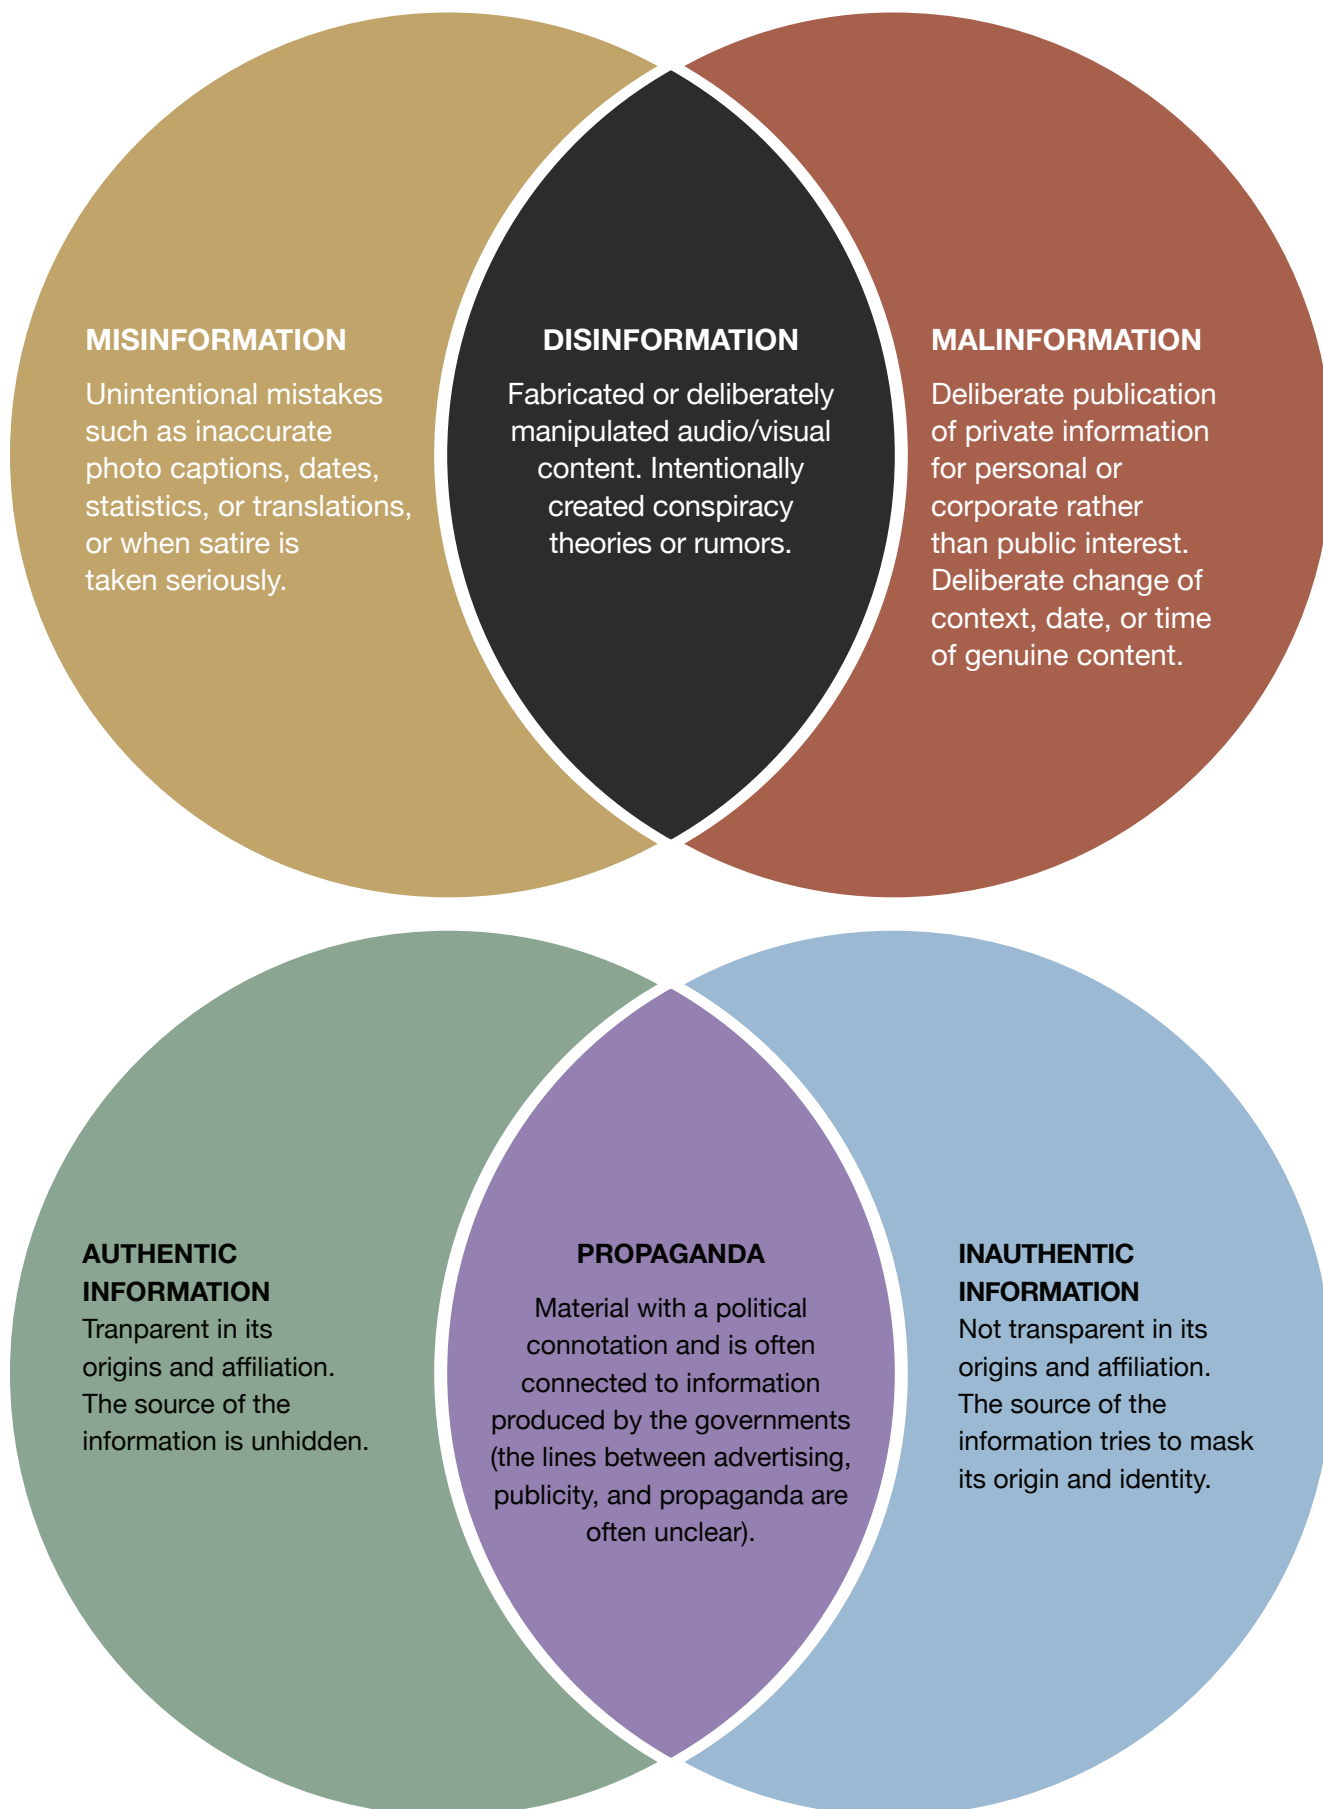 MISINFORMATION
Unintentional mistakes
such as inaccurate
photo captions, dates,
statistics, or translations,
or when satire is
taken seriously.
DISINFORMATION
Fabricated or deliberately
manipulated audio/visual
content. Intentionally
created conspiracy
theories or rumors.
MALINFORMATION
Deliberate publication
of private information
for personal or
corporate rather
than public interest.
Deliberate change of
context, date, or time
of genuine content.
AUTHENTIC
INFORMATION
Tranparent in its
origins and affiliation.
The source of the
information is unhidden.
PROPAGANDA
Material with a political
connotation and is often
connected to information
produced by the governments
(the lines between advertising,
publicity, and propaganda are
often unclear).
INAUTHENTIC
INFORMATION
Not transparent in its
origins and affiliation.
The source of the
information tries to mask
its origin and identity.